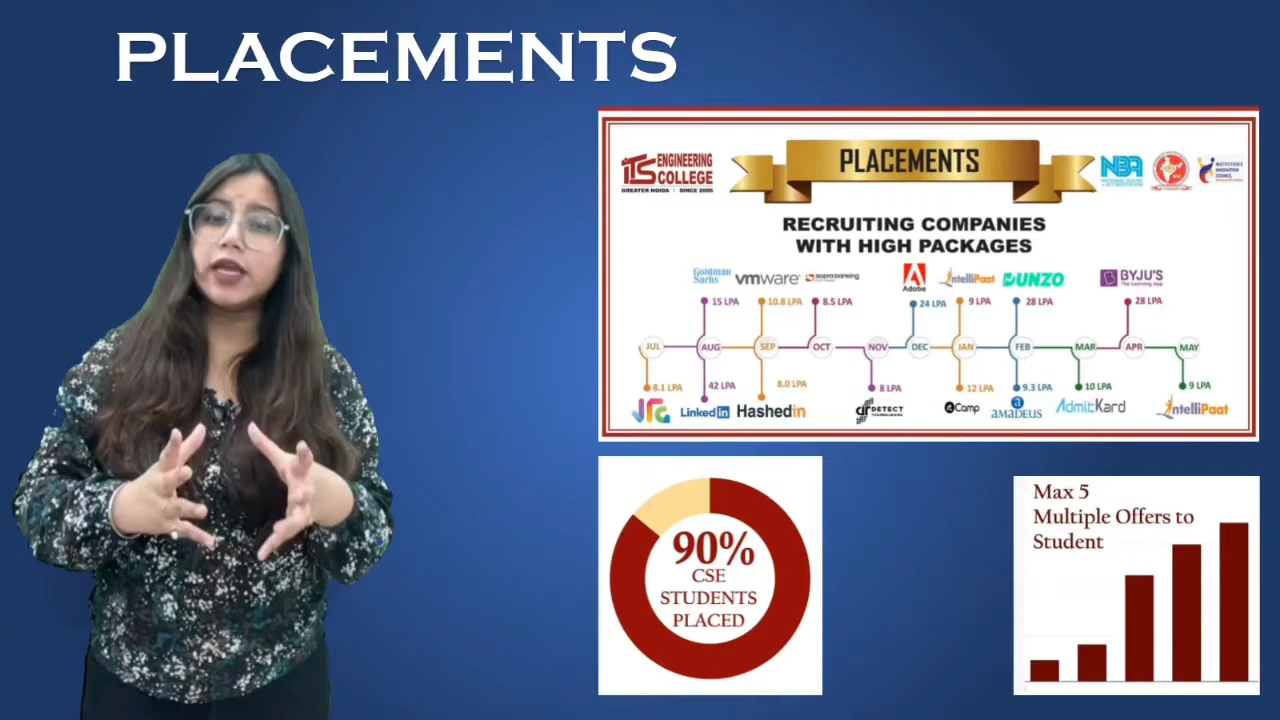 PLACEMENTS
iTS ENGINEERING
COLLEGE
GREATER NOIDA | SINCE 2006
PLACEMENTS
NBA
INSTITUTION'S
INNOVATION
COUNCIL
RECRUITING COMPANIES
WITH HIGH PACKAGES
Goldman
Sachs
vmware
sopra banking
Adobe
intelliPaat
DUNZO
BYJU'S
The Learning App
15 LPA
10.8 LPA
8.5 LPA
24 LPA
9 LPA
28 LPA
28 LPA
JUL
AUG
SEP
OCT
NOV
DEC
JAN
FEB
MAR
APR
MAY
8.1 LPA
42 LPA
8.0 LPA
8 LPA
12 LPA
9.3 LPA
10 LPA
9 LPA
LinkedIn
Hashedin
DETECT
Camp
AMADEUS
AdmitKard
intelliPaat
90%
CSE
STUDENTS
PLACED
Max 5
Multiple Offers to
Student